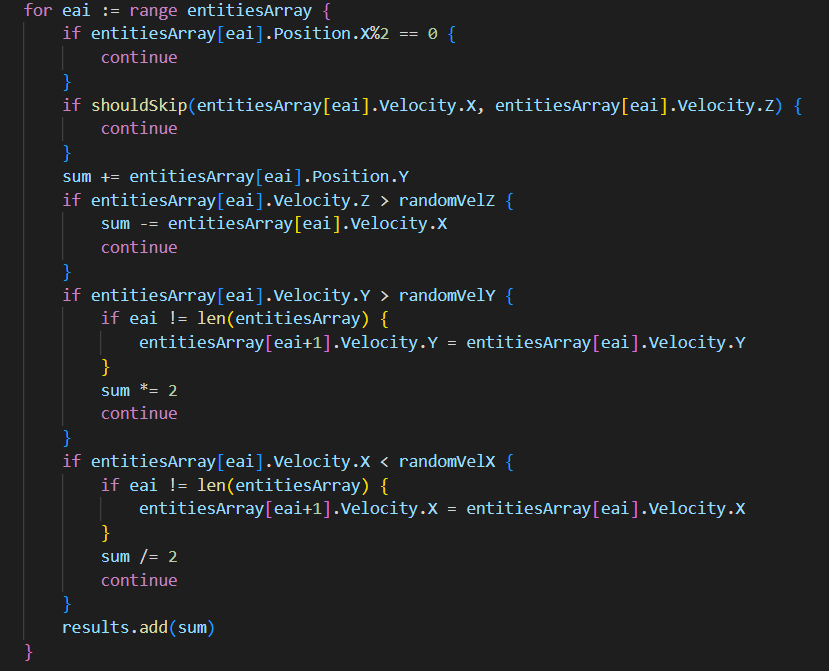 for eai := range entitiesArray {
    if entitiesArray[eai].Position.X%2 == 0 {
        continue
    }
    if shouldSkip(entitiesArray[eai].Velocity.X, entitiesArray[eai].Velocity.Z) {
        continue
    }
    sum += entitiesArray[eai].Position.Y
    if entitiesArray[eai].Velocity.Z > randomVelZ {
        sum -= entitiesArray[eai].Velocity.X
        continue
    }
    if entitiesArray[eai].Velocity.Y > randomVelY {
        if eai != len(entitiesArray) {
            entitiesArray[eai+1].Velocity.Y = entitiesArray[eai].Velocity.Y
        }
        sum *= 2
        continue
    }
    if entitiesArray[eai].Velocity.X < randomVelX {
        if eai != len(entitiesArray) {
            entitiesArray[eai+1].Velocity.X = entitiesArray[eai].Velocity.X
        }
        sum /= 2
        continue
    }
    results.add(sum)
}